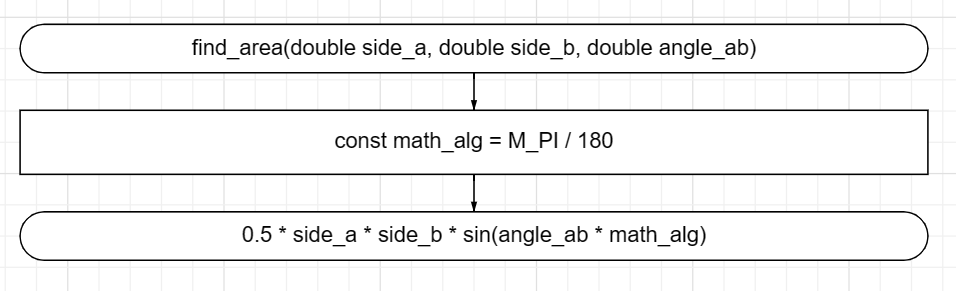 find_area(double side_a, double side_b, double angle_ab)
const math_alg = M_PI / 180
0.5 * side_a * side_b * sin(angle_ab * math_alg)